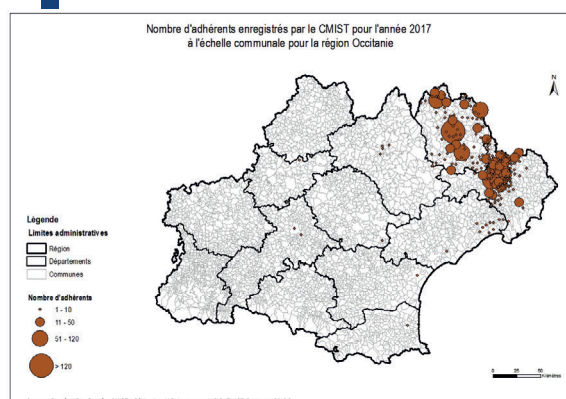 Nombre d'adhérents enregistrés par le CMIST pour l'année 2017
à l'échelle communale pour la région Occitanie
N
Légende
Limites administratives
Région
Départements
Communes
Nombre d'adhérents
1 - 10
11 - 50
51 - 120
> 120
0 25 50
Kilomètres